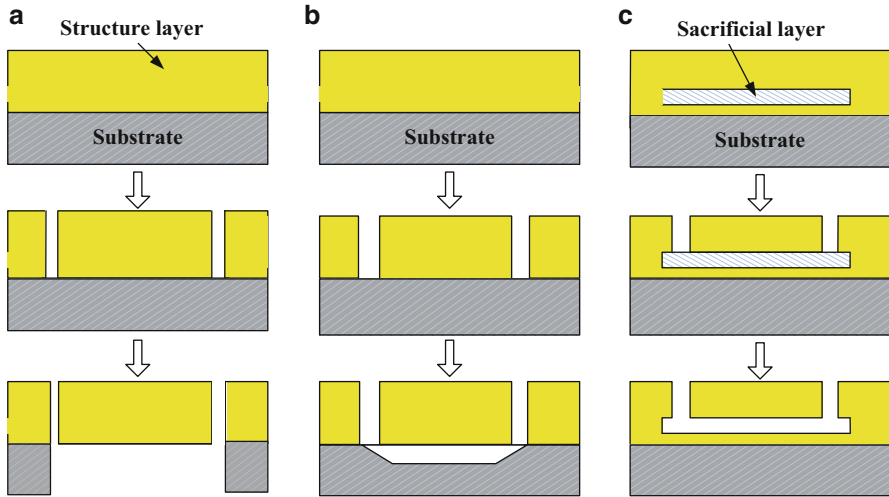 a
b
c
Structure layer
Sacrificial layer
Substrate
Substrate
Substrate